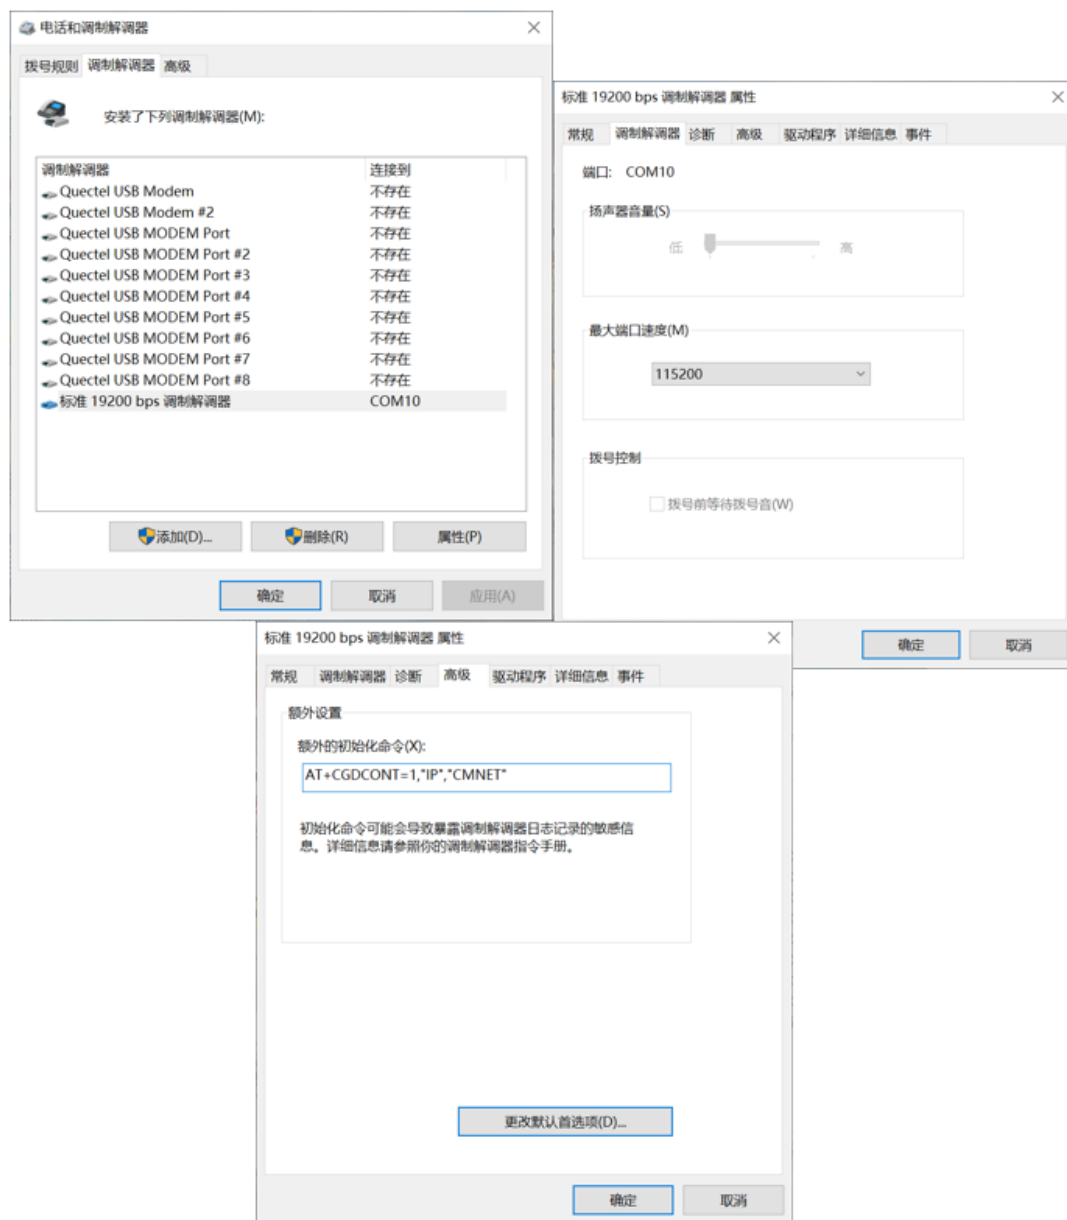 电话和调制解调器
拨号规则 调制解调器 高级
安装了下列调制解调器(M):
调制解调器 连接到
Quectel USB Modem 不存在
Quectel USB Modem #2 不存在
Quectel USB MODEM Port 不存在
Quectel USB MODEM Port #2 不存在
Quectel USB MODEM Port #3 不存在
Quectel USB MODEM Port #4 不存在
Quectel USB MODEM Port #5 不存在
Quectel USB MODEM Port #6 不存在
Quectel USB MODEM Port #7 不存在
Quectel USB MODEM Port #8 不存在
标准 19200 bps 调制解调器 COM10
添加(D)... 删除(R) 属性(P)
确定 取消 应用(A)
标准 19200 bps 调制解调器 属性
常规 调制解调器 诊断 高级 驱动程序 详细信息 事件
端口: COM10
扬声器音量(S)
低 高
最大端口速度(M)
115200
拨号控制
拨号前等待拨号音(W)
确定 取消
标准 19200 bps 调制解调器 属性
常规 调制解调器 诊断 高级 驱动程序 详细信息 事件
额外设置
额外的初始化命令(X):
AT+CGDCONT=1,"IP","CMNET"
初始化命令可能会导致暴露调制解调器日志记录的敏感信
息。详细信息请参照你的调制解调器指令手册。
更改默认首选项(D)...
确定 取消